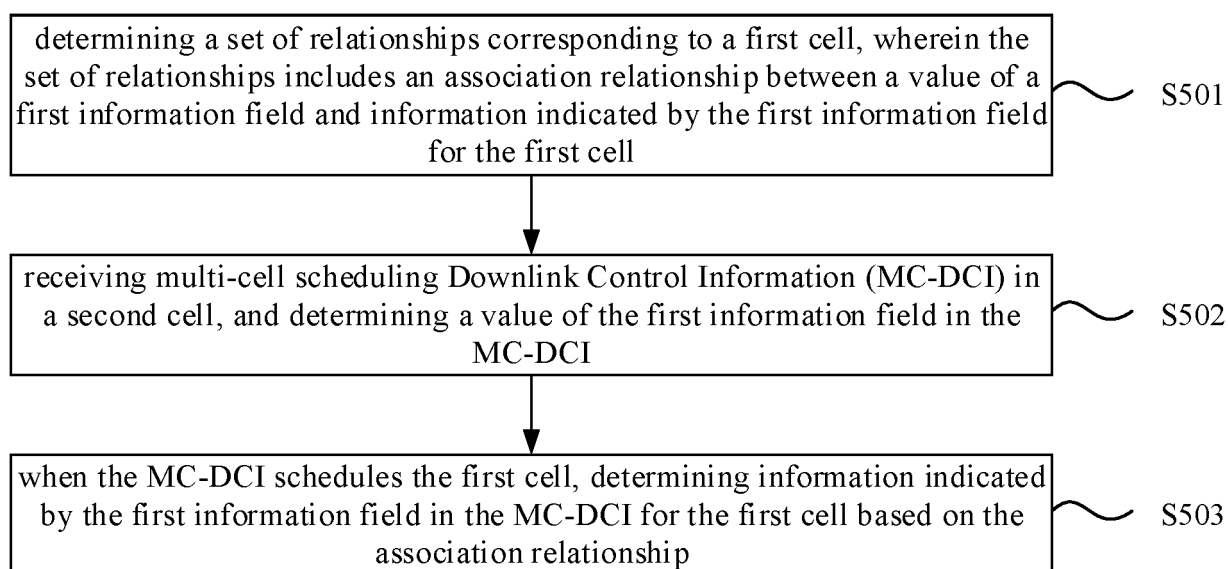 determining a set of relationships corresponding to a first cell, wherein the
set of relationships includes an association relationship between a value of a
first information field and information indicated by the first information field
for the first cell
S501
receiving multi-cell scheduling Downlink Control Information (MC-DCI) in
a second cell, and determining a value of the first information field in the
MC-DCI
S502
when the MC-DCI schedules the first cell, determining information indicated
by the first information field in the MC-DCI for the first cell based on the
association relationship
S503